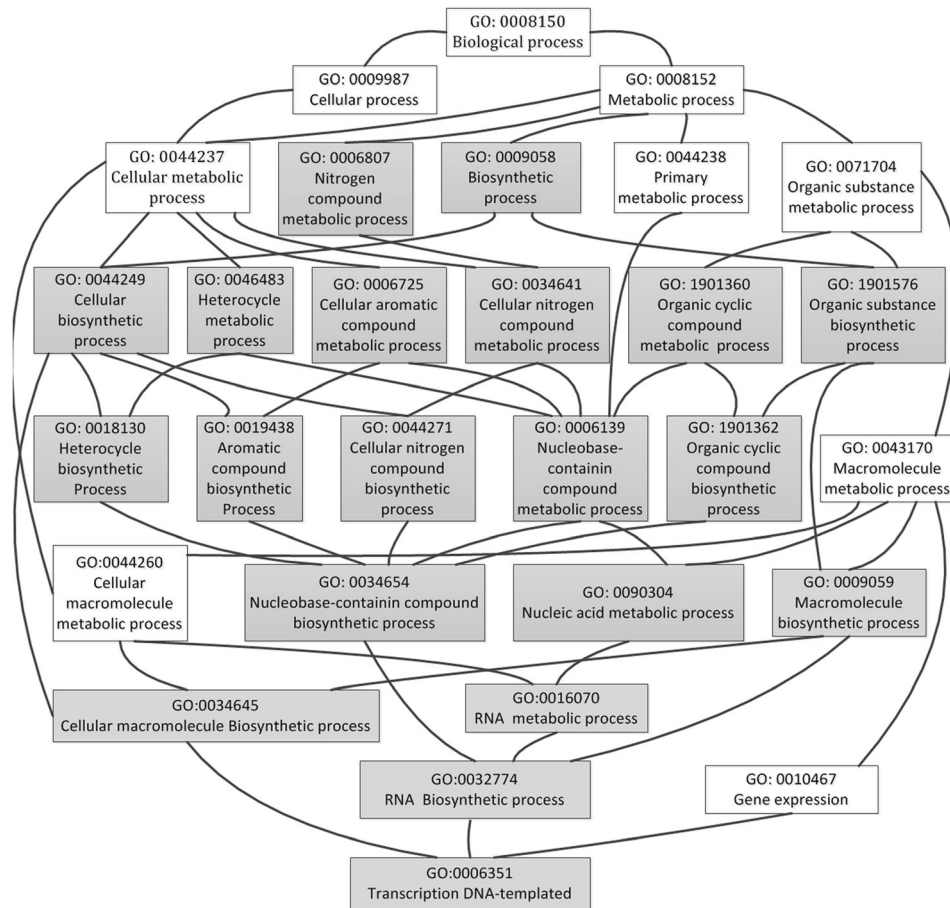 GO: 0008150
Biological process
GO: 0009987
Cellular process
GO: 0008152
Metabolic process
GO: 0044237
Cellular metabolic
process
GO: 0006807
Nitrogen
compound
metabolic process
GO: 0009058
Biosynthetic
process
GO: 0044238
Primary
metabolic process
GO: 0071704
Organic substance
metabolic process
GO: 0044249
Cellular
biosynthetic
process
GO: 0046483
Heterocycle
metabolic
process
GO: 0006725
Cellular aromatic
compound
metabolic process
GO: 0034641
Cellular nitrogen
compound
metabolic process
GO: 1901360
Organic cyclic
compound
metabolic process
GO: 1901576
Organic substance
biosynthetic
process
GO: 0018130
Heterocycle
biosynthetic
Process
GO: 0019438
Aromatic
compound
biosynthetic
Process
GO: 0044271
Cellular nitrogen
compound
biosynthetic
process
GO: 0006139
Nucleobase-
containin
compound
metabolic process
GO: 1901362
Organic cyclic
compound
biosynthetic
process
GO: 0043170
Macromolecule
metabolic process
GO:0044260
Cellular
macromolecule
metabolic process
GO: 0034654
Nucleobase-containin compound
biosynthetic process
GO: 0090304
Nucleic acid metabolic process
GO: 0009059
Macromolecule
biosynthetic process
GO:0034645
Cellular macromolecule Biosynthetic process
GO:0016070
RNA metabolic process
GO:0032774
RNA Biosynthetic process
GO: 0010467
Gene expression
GO:0006351
Transcription DNA-templated